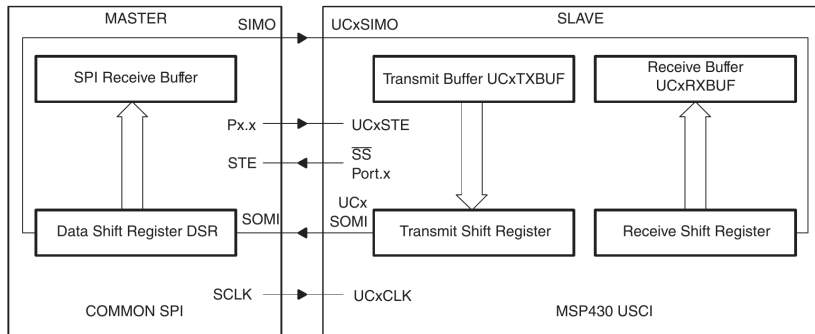 MASTER
SLAVE
SIMO
UCxSIMO
SPI Receive Buffer
Transmit Buffer UCxTXBUF
Receive Buffer
UCxRXBUF
Px.x
UCxSTE
STE
SS
Port.x
SOMI
UCx
SOMI
Data Shift Register DSR
Transmit Shift Register
Receive Shift Register
SCLK
UCxCLK
COMMON SPI
MSP430 USCI